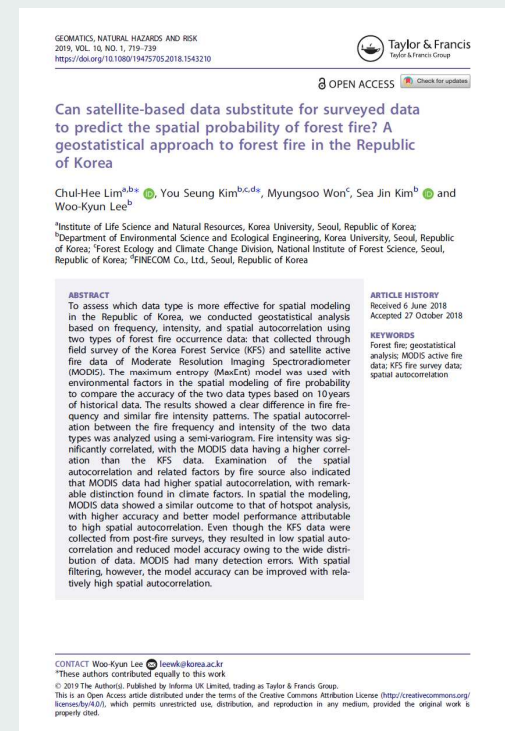 GEOMATICS, NATURAL HAZARDS AND RISK
2019, VOL. 10, NO. 1, 719–739
https://doi.org/10.1080/19475705.2018.1543210
Taylor & Francis
Taylor & Francis Group
OPEN ACCESS
Check for updates
Can satellite-based data substitute for surveyed data
to predict the spatial probability of forest fire? A
geostatistical approach to forest fire in the Republic
of Korea
Chul-Hee Lima,b* iD, You Seung Kimb,c,d*, Myungsoo Wonc, Sea Jin Kimb iD and
Woo-Kyun Leeb
aInstitute of Life Science and Natural Resources, Korea University, Seoul, Republic of Korea;
bDepartment of Environmental Science and Ecological Engineering, Korea University, Seoul, Republic
of Korea; cForest Ecology and Climate Change Division, National Institute of Forest Science, Seoul,
Republic of Korea; dFINECOM Co., Ltd., Seoul, Republic of Korea
ABSTRACT
To assess which data type is more effective for spatial modeling
in the Republic of Korea, we conducted geostatistical analysis
based on frequency, intensity, and spatial autocorrelation using
two types of forest fire occurrence data: that collected through
field survey of the Korea Forest Service (KFS) and satellite active
fire data of Moderate Resolution Imaging Spectroradiometer
(MODIS). The maximum entropy (MaxEnt) model was used with
environmental factors in the spatial modeling of fire probability
to compare the accuracy of the two data types based on 10 years
of historical data. The results showed a clear difference in fire fre-
quency and similar fire intensity patterns. The spatial autocorrel-
ation between the fire frequency and intensity of the two data
types was analyzed using a semi-variogram. Fire intensity was sig-
nificantly correlated, with the MODIS data having a higher correl-
ation than the KFS data. Examination of the spatial
autocorrelation and related factors by fire source also indicated
that MODIS data had higher spatial autocorrelation, with remark-
able distinction found in climate factors. In spatial the modeling,
MODIS data showed a similar outcome to that of hotspot analysis,
with higher accuracy and better model performance attributable
to high spatial autocorrelation. Even though the KFS data were
collected from post-fire surveys, they resulted in low spatial auto-
correlation and reduced model accuracy owing to the wide distri-
bution of data. MODIS had many detection errors. With spatial
filtering, however, the model accuracy can be improved with rela-
tively high spatial autocorrelation.
ARTICLE HISTORY
Received 6 June 2018
Accepted 27 October 2018
KEYWORDS
Forest fire; geostatistical
analysis; MODIS active fire
data; KFS fire survey data;
spatial autocorrelation
CONTACT Woo-Kyun Lee leewk@korea.ac.kr
*These authors contributed equally to this work
© 2019 The Author(s). Published by Informa UK Limited, trading as Taylor & Francis Group.
This is an Open Access article distributed under the terms of the Creative Commons Attribution License (http://creativecommons.org/
licenses/by/4.0/), which permits unrestricted use, distribution, and reproduction in any medium, provided the original work is
properly cited.